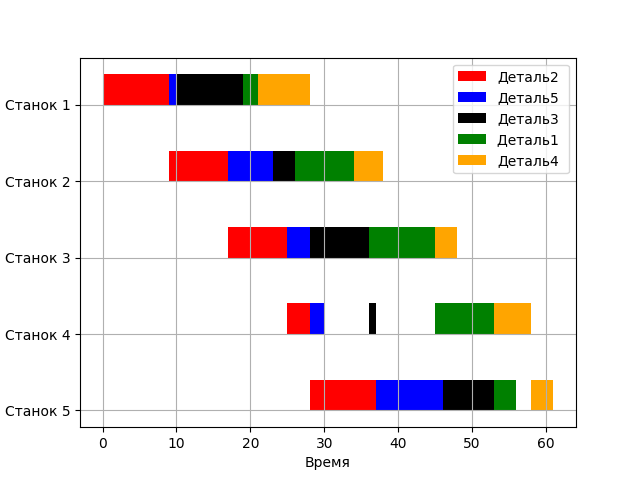 Деталь2
Деталь5
Деталь3
Деталь1
Деталь4
Станок 1
Станок 2
Станок 3
Станок 4
Станок 5
0 10 20 30 40 50 60
Время